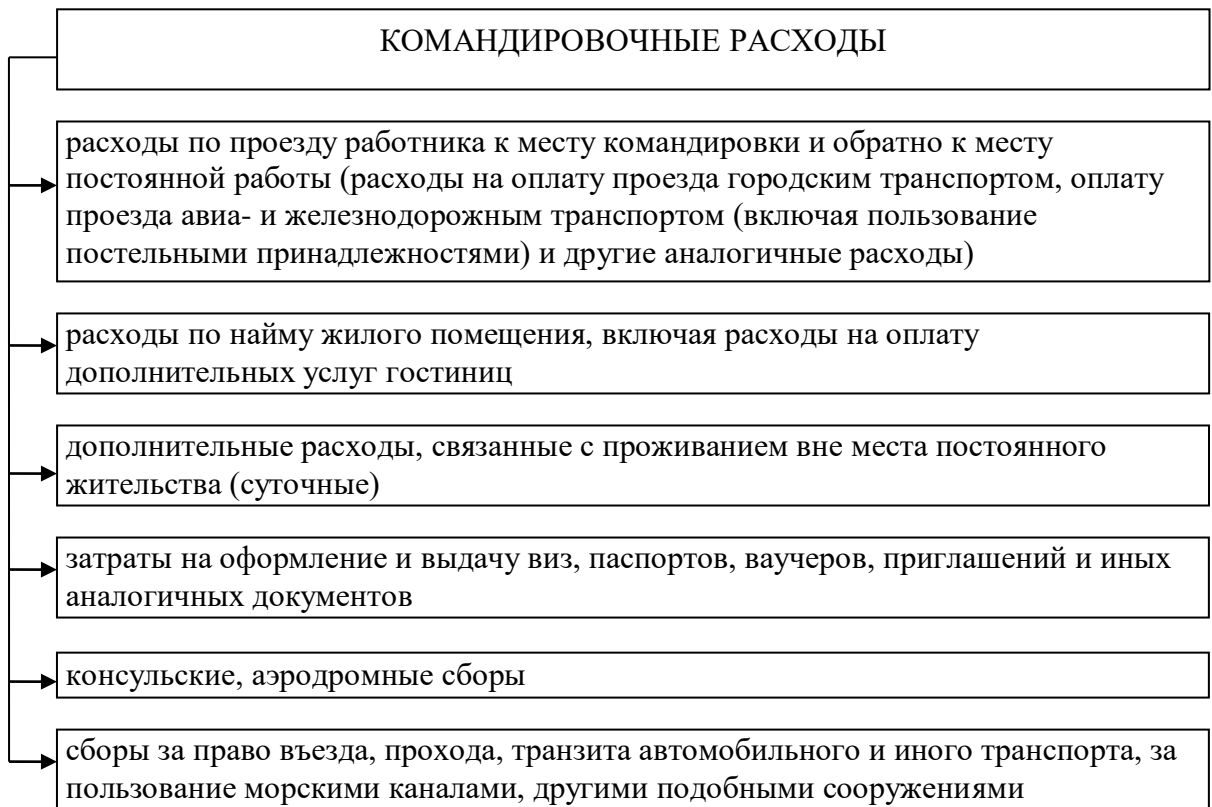 КОМАНДИРОВОЧНЫЕ РАСХОДЫ
расходы по проезду работника к месту командировки и обратно к месту
постоянной работы (расходы на оплату проезда городским транспортом, оплату
проезда авиа- и железнодорожным транспортом (включая пользование
постельными принадлежностями) и другие аналогичные расходы)
расходы по найму жилого помещения, включая расходы на оплату
дополнительных услуг гостиниц
дополнительные расходы, связанные с проживанием вне места постоянного
жительства (суточные)
затраты на оформление и выдачу виз, паспортов, ваучеров, приглашений и иных
аналогичных документов
консульские, аэродромные сборы
сборы за право въезда, прохода, транзита автомобильного и иного транспорта, за
пользование морскими каналами, другими подобными сооружениями